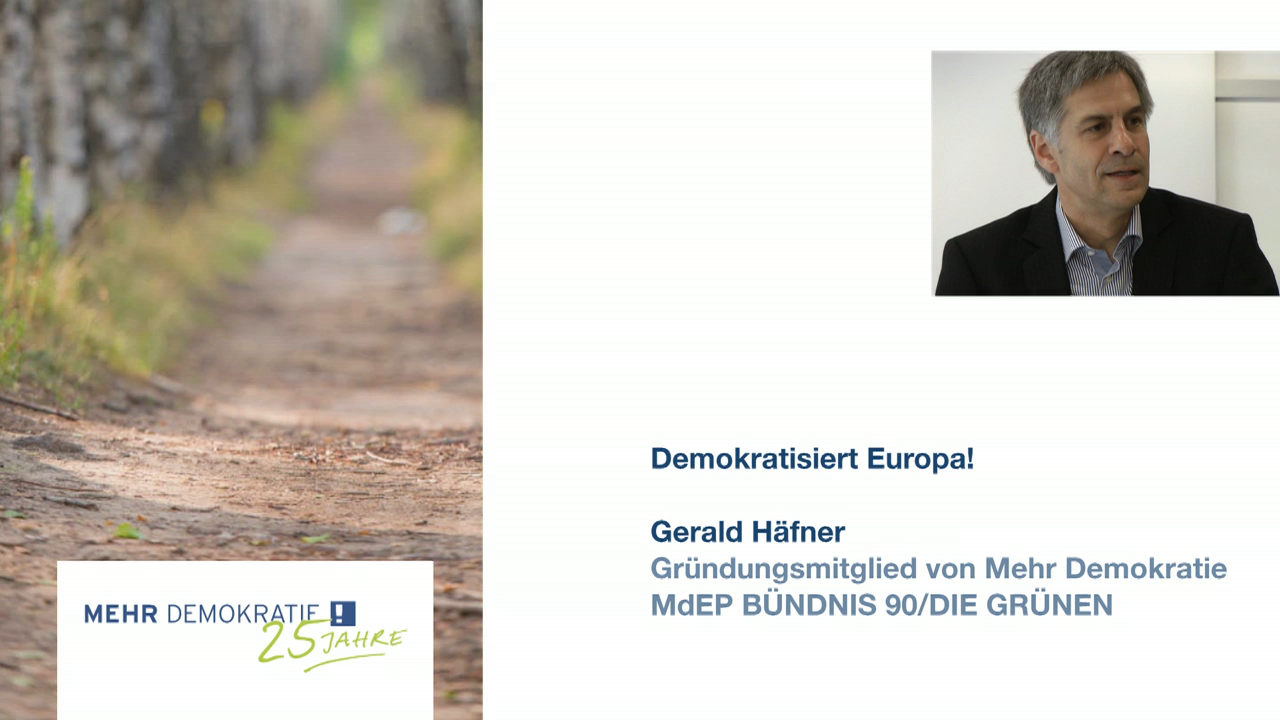 Demokratisiert Europa!
Gerald Häfner
Gründungsmitglied von Mehr Demokratie
MdEP BÜNDNIS 90/DIE GRÜNEN
MEHR DEMOKRATIE !
25 JAHRE